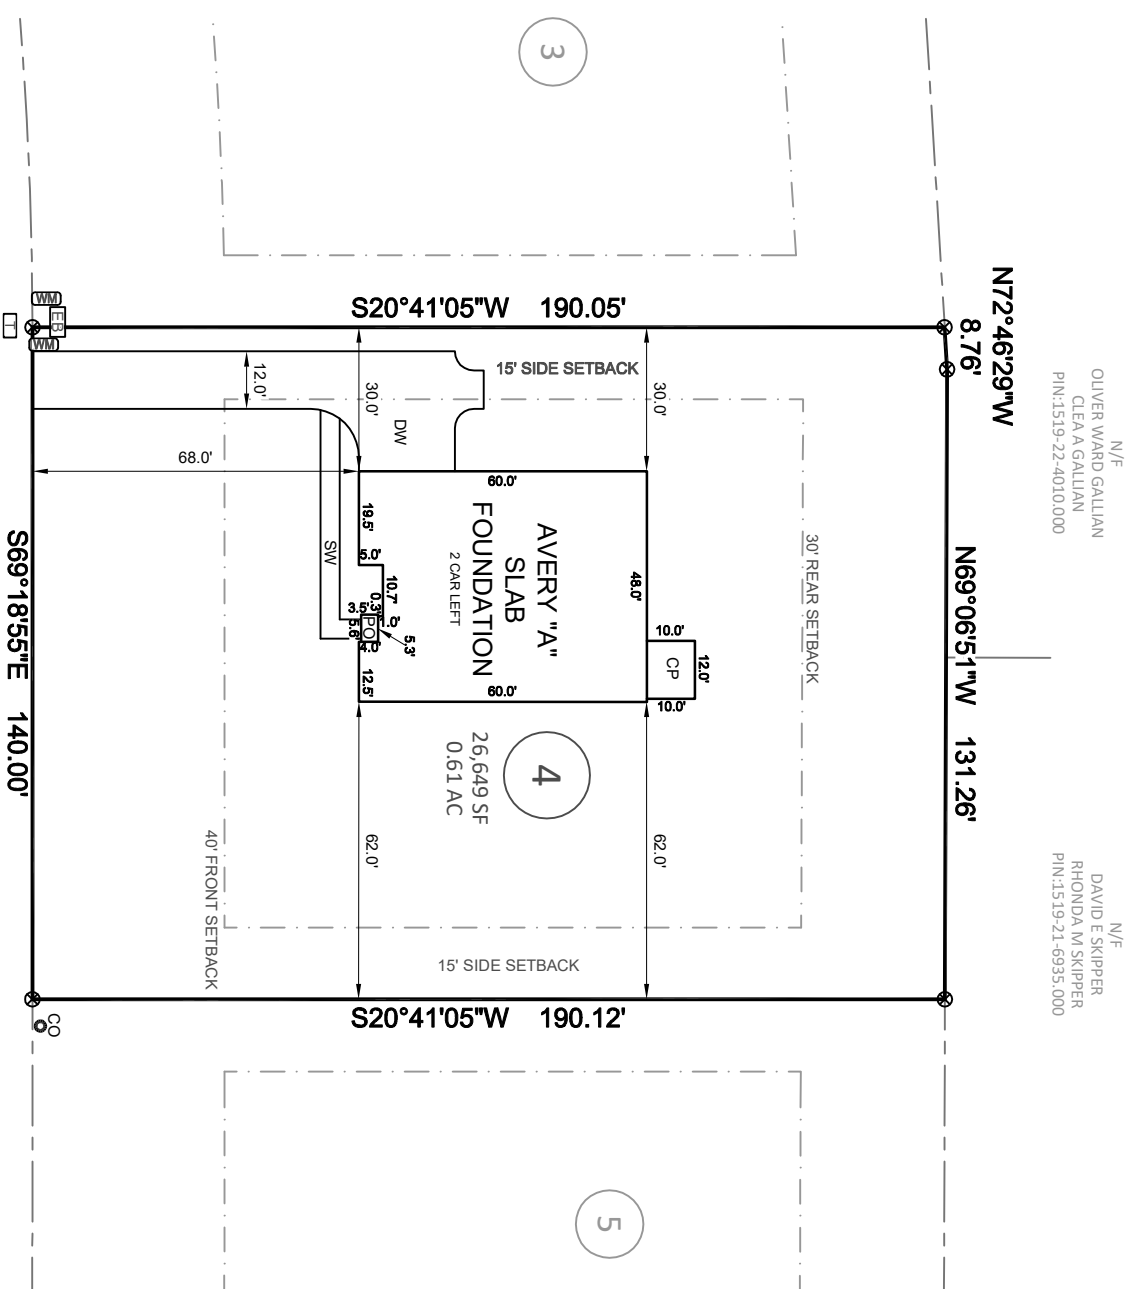 3
N72°46'29"W
8.76'
N/F
OLIVER WARD GALLIAN
CLEA A GALLIAN
PIN:1519-22-4010.000
N69°06'51"W 131.26'
N/F
DAVID E SKIPPER
RHONDA M SKIPPER
PIN:1519-21-6935.000
S20°41'05"W 190.05'
WM
EB
T
WM
15' SIDE SETBACK
30.0'
30.0'
12.0'
DW
68.0'
60.0'
30' REAR SETBACK
19.5'
5.0'
10.7'
0.3'
3.5'
PO
5.6'
4.0'
5.3'
12.5'
SW
AVERY "A"
SLAB
FOUNDATION
2 CAR LEFT
48.0'
10.0'
CP
12.0'
10.0'
60.0'
4
26,649 SF
0.61 AC
62.0'
62.0'
40' FRONT SETBACK
15' SIDE SETBACK
S69°18'55"E 140.00'
S20°41'05"W 190.12'
CO
5